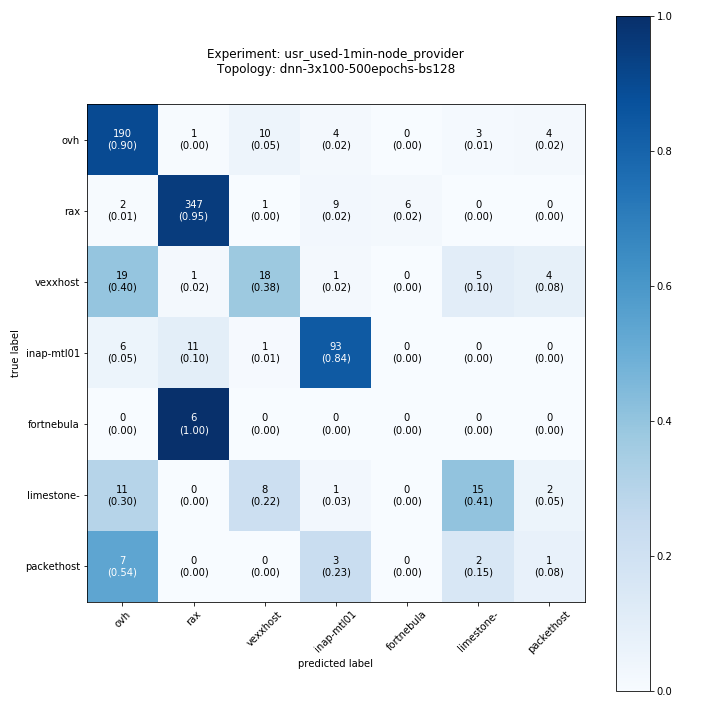 Experiment: usr_used-1min-node_provider
Topology: dnn-3x100-500epochs-bs128
true label
ovh
190 1 10 4 0 3 4
(0.90) (0.00) (0.05) (0.02) (0.00) (0.01) (0.02)
rax
2 347 1 9 6 0 0
(0.01) (0.95) (0.00) (0.02) (0.02) (0.00) (0.00)
vexxhost
19 1 18 1 0 5 4
(0.40) (0.02) (0.38) (0.02) (0.00) (0.10) (0.08)
inap-mtl01
6 11 1 93 0 0 0
(0.05) (0.10) (0.01) (0.84) (0.00) (0.00) (0.00)
fortnebula
0 6 0 0 0 0 0
(0.00) (1.00) (0.00) (0.00) (0.00) (0.00) (0.00)
limestone-
11 0 8 1 0 15 2
(0.30) (0.00) (0.22) (0.03) (0.00) (0.41) (0.05)
packethost
7 0 0 3 0 2 1
(0.54) (0.00) (0.00) (0.23) (0.00) (0.15) (0.08)
ovh rax vexxhost inap-mtl01 fortnebula limestone- packethost
predicted label
1.0
0.8
0.6
0.4
0.2
0.0